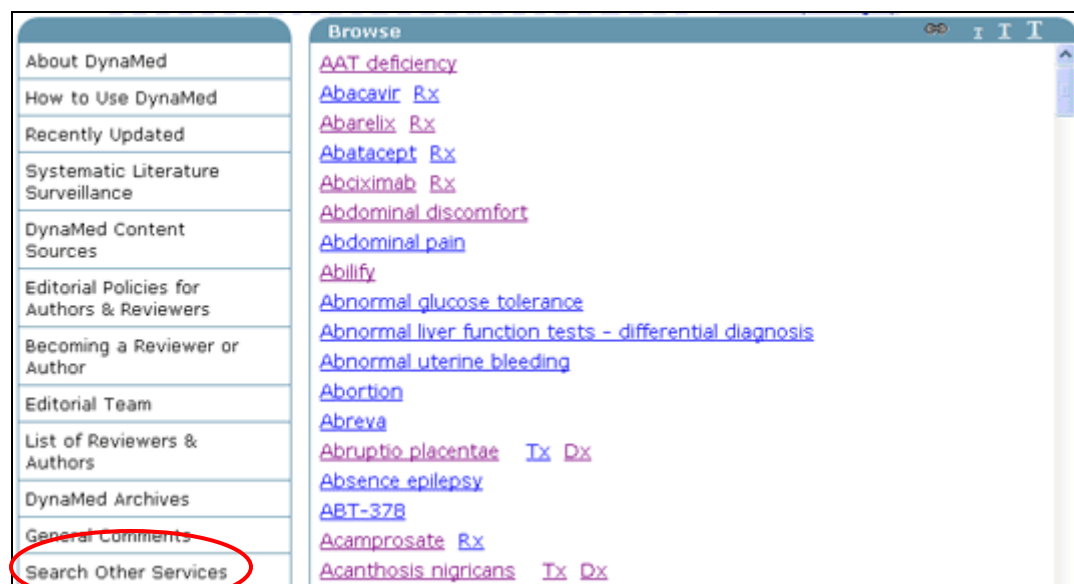 About DynaMed
How to Use DynaMed
Recently Updated
Systematic Literature
Surveillance
DynaMed Content
Sources
Editorial Policies for
Authors & Reviewers
Becoming a Reviewer or
Author
Editorial Team
List of Reviewers &
Authors
DynaMed Archives
General Comments
Search Other Services
Browse T T T
AAT deficiency
Abacavir Rx
Abarelix Rx
Abatacept Rx
Abciximab Rx
Abdominal discomfort
Abdominal pain
Abilify
Abnormal glucose tolerance
Abnormal liver function tests - differential diagnosis
Abnormal uterine bleeding
Abortion
Abreva
Abruptio placentae Tx Dx
Absence epilepsy
ABT-378
Acamprosate Rx
Acanthosis nigricans Tx Dx